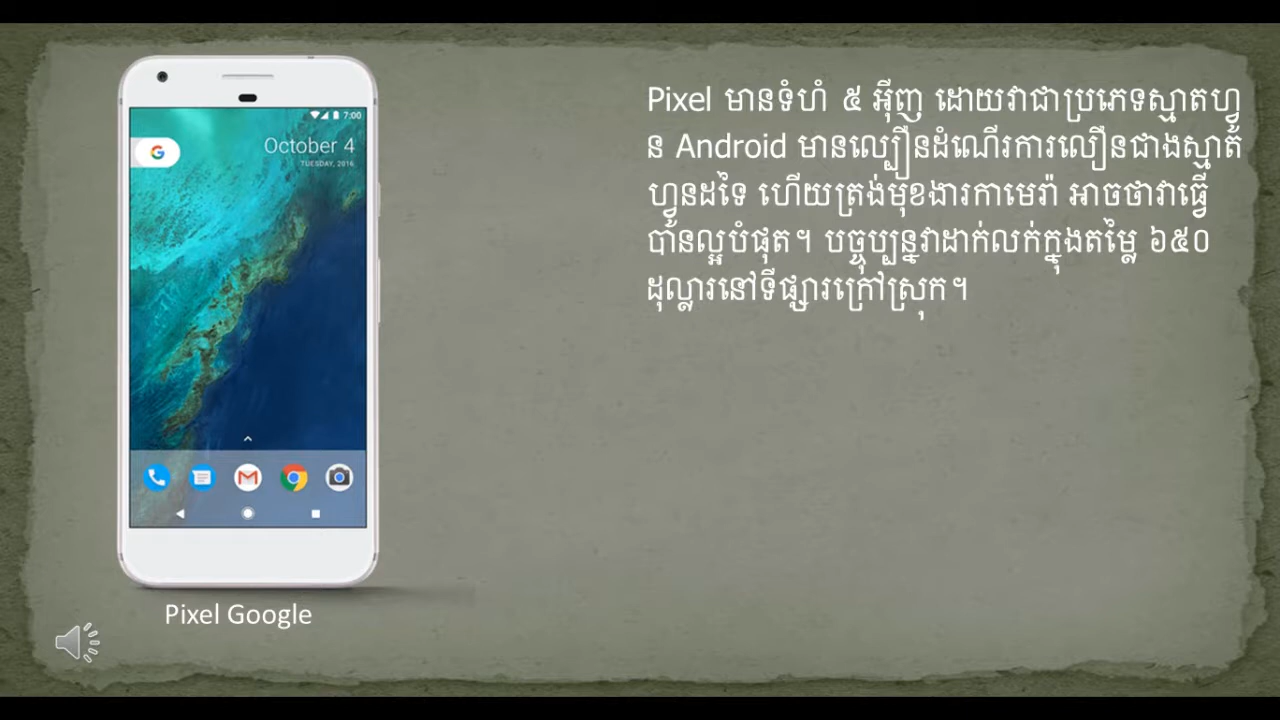 7:00
October 4
TUESDAY, 2016
Pixel មានទំហំ ៥ អ៊ីញ ដោយវាជាប្រភេទស្មាតហ្វូ
ន Android មានល្បឿនដំណើរការលឿនជាងស្មាត
ហ្វូនដទៃ ហើយត្រង់មុខងារកាមេរ៉ា អាចថាវាធ្វើ
បានល្អបំផុត។ បច្ចុប្បន្នវាដាក់លក់ក្នុងតម្លៃ ៦៥០
ដុល្លារនៅទីផ្សារក្រៅស្រុក។
Pixel Google